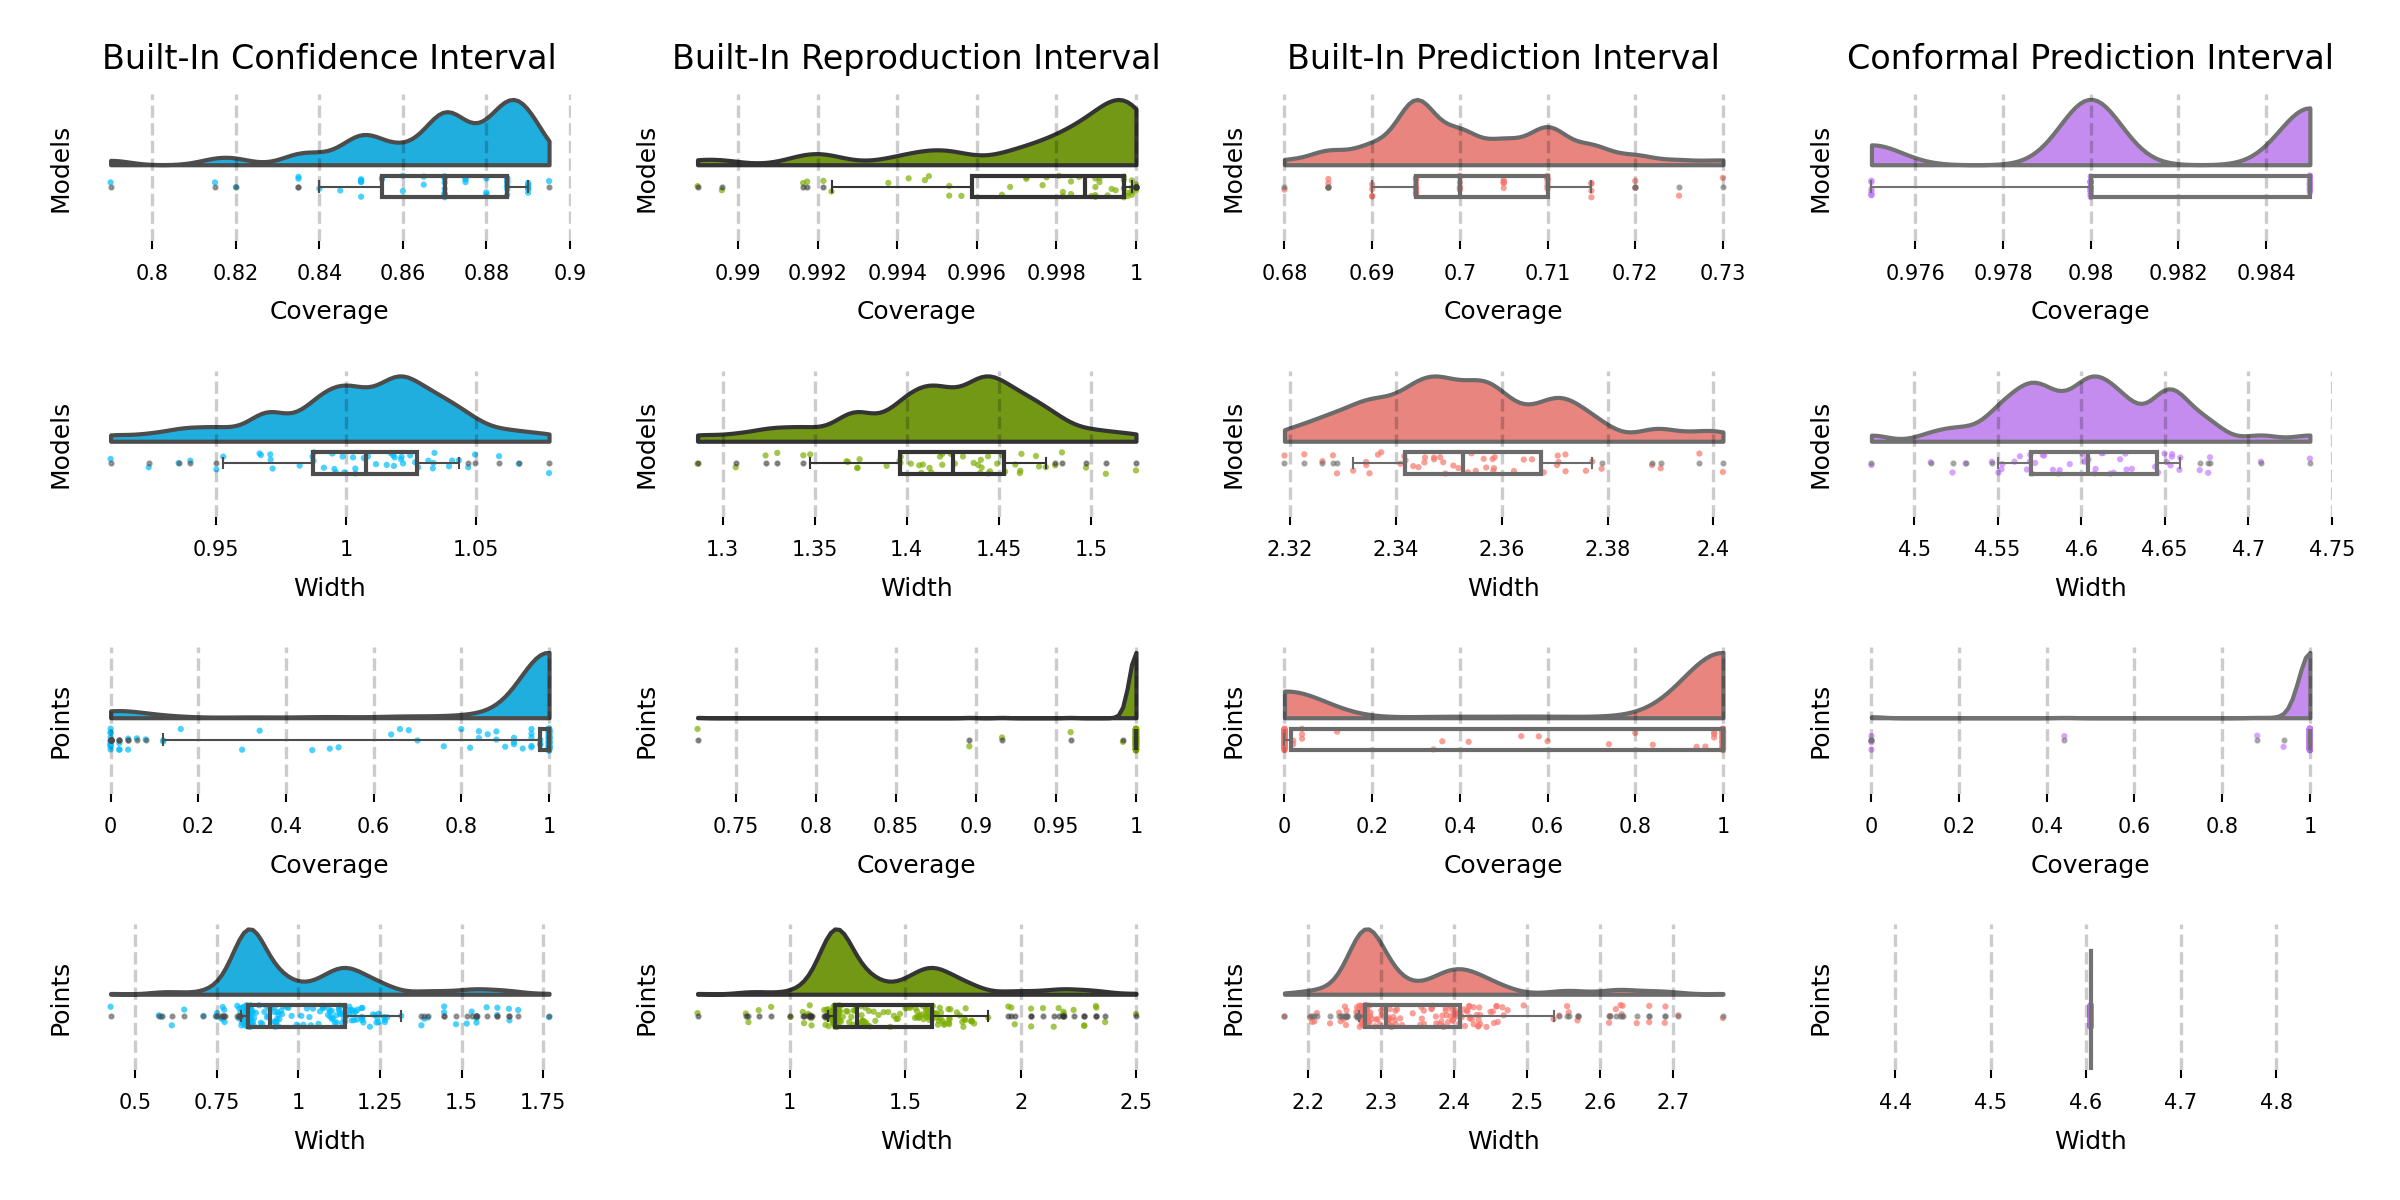 Built-In Confidence Interval Built-In Reproduction Interval Built-In Prediction Interval Conformal Prediction Interval
Models Models Models Models
0.8 0.82 0.84 0.86 0.88 0.9 0.99 0.992 0.994 0.996 0.998 1 0.68 0.69 0.7 0.71 0.72 0.73 0.976 0.978 0.98 0.982 0.984
Coverage Coverage Coverage Coverage
Models Models Models Models
0.95 1 1.05 1.3 1.35 1.4 1.45 1.5 2.32 2.34 2.36 2.38 2.4 4.5 4.55 4.6 4.65 4.7 4.75
Width Width Width Width
Points Points Points Points
0 0.2 0.4 0.6 0.8 1 0.75 0.8 0.85 0.9 0.95 1 0 0.2 0.4 0.6 0.8 1 0 0.2 0.4 0.6 0.8 1
Coverage Coverage Coverage Coverage
Points Points Points Points
0.5 0.75 1 1.25 1.5 1.75 1 1.5 2 2.5 2.2 2.3 2.4 2.5 2.6 2.7 4.4 4.5 4.6 4.7 4.8
Width Width Width Width